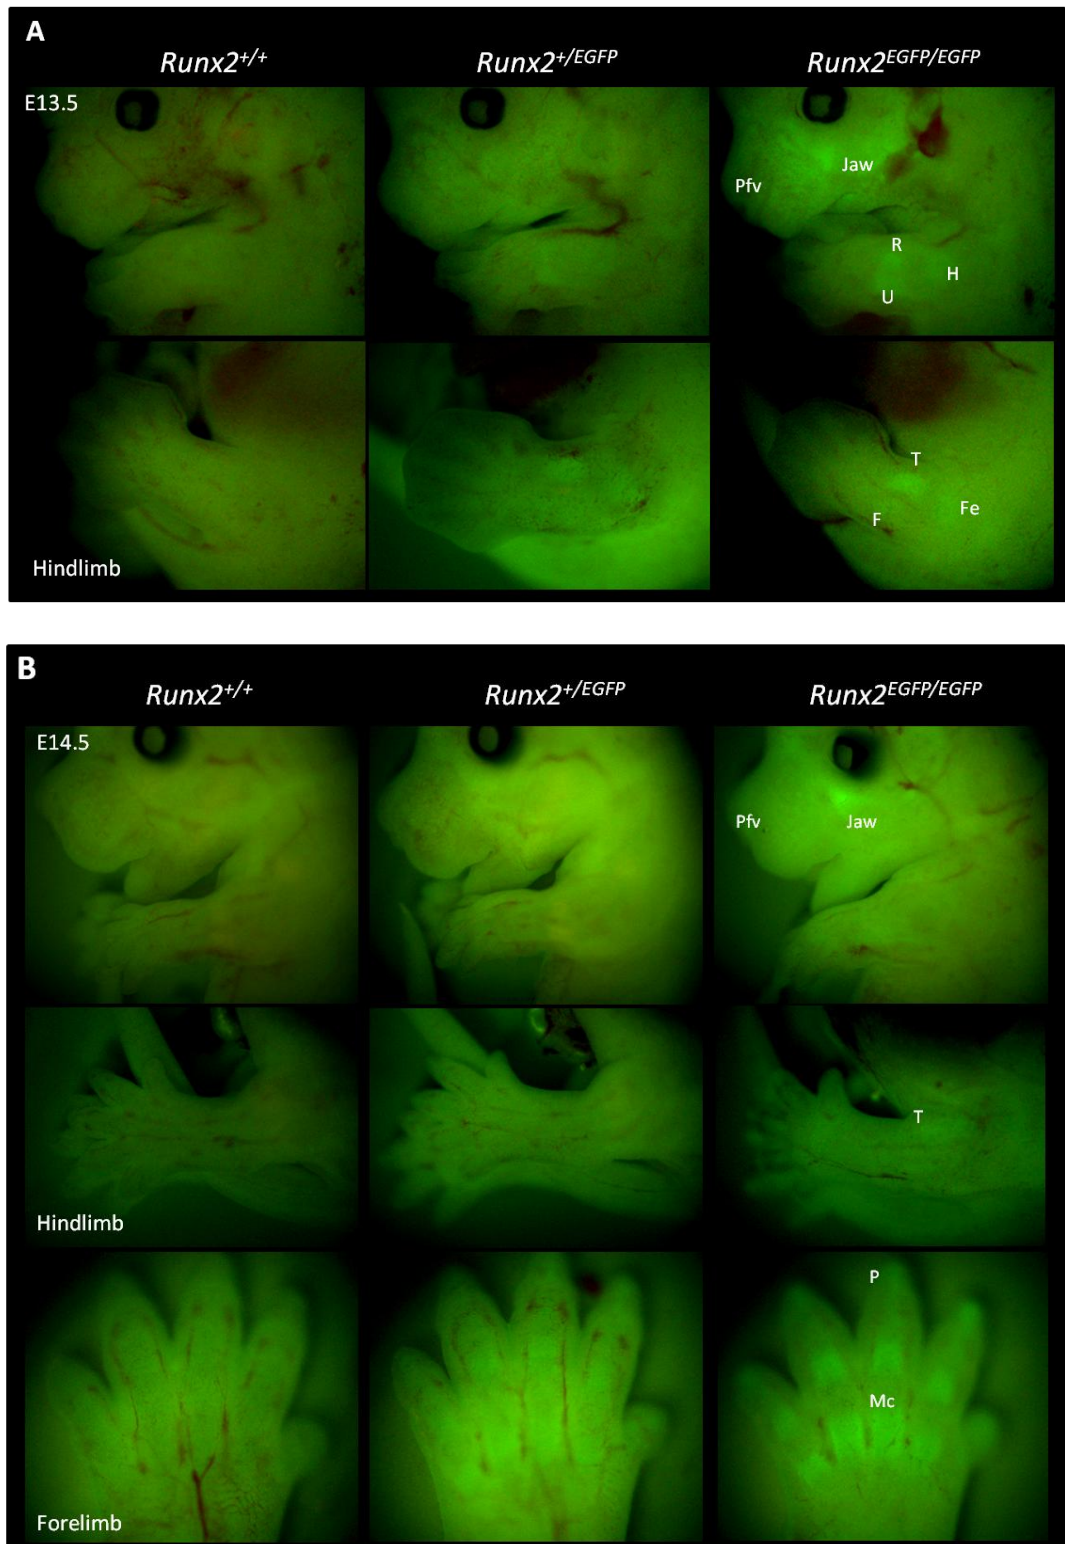 A
Runx2+/+ Runx2+/EGFP Runx2EGFP/EGFP
E13.5
Jaw
Pfv
R
H
U
T
Fe
F
Hindlimb
B
Runx2+/+ Runx2+/EGFP Runx2EGFP/EGFP
E14.5
Pfv Jaw
T
Hindlimb
P
Mc
Forelimb